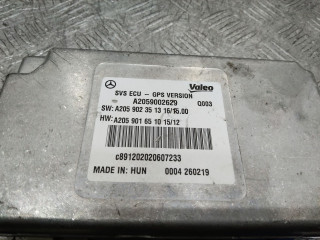 Valeo
SVS ECU - GPS VERSION
A2059002629 Q003
SW: A205 902 35 13 16/16.00
HW: A205 901 65 10 15/12
c891202020607233
MADE IN: HUN 0004 260219